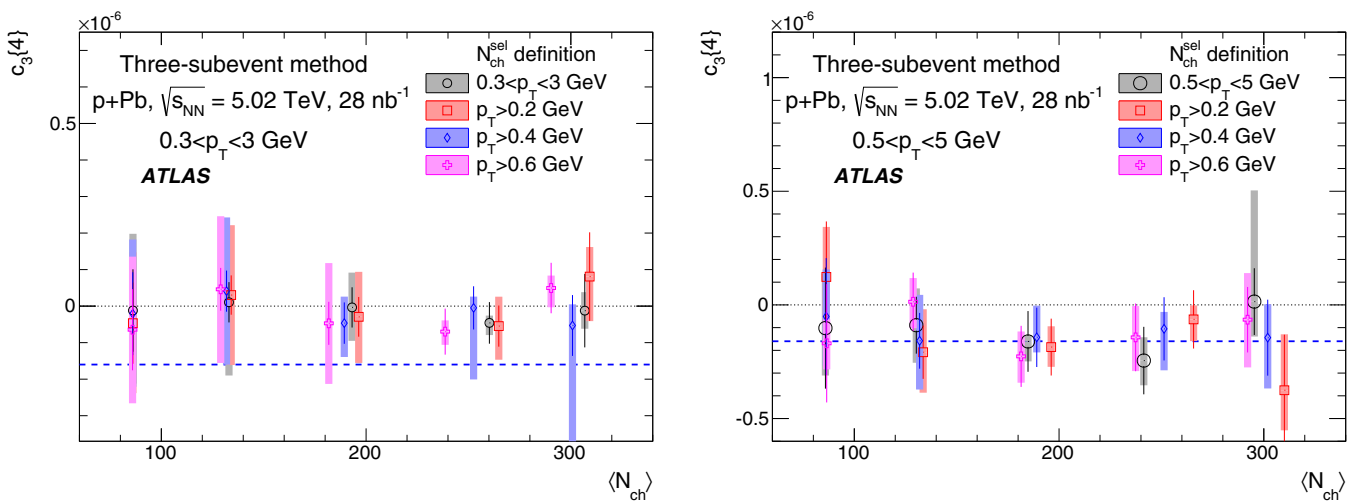 ×10⁻⁶
c₃{4}
Three-subevent method
p+Pb, √s_NN = 5.02 TeV, 28 nb⁻¹
0.3<p_T<3 GeV
ATLAS
N_ch^sel definition
0.3<p_T<3 GeV
p_T>0.2 GeV
p_T>0.4 GeV
p_T>0.6 GeV
0.5
0
100
200
300
⟨N_ch⟩
×10⁻⁶
c₃{4}
Three-subevent method
p+Pb, √s_NN = 5.02 TeV, 28 nb⁻¹
0.5<p_T<5 GeV
ATLAS
N_ch^sel definition
0.5<p_T<5 GeV
p_T>0.2 GeV
p_T>0.4 GeV
p_T>0.6 GeV
1
0.5
0
-0.5
100
200
300
⟨N_ch⟩